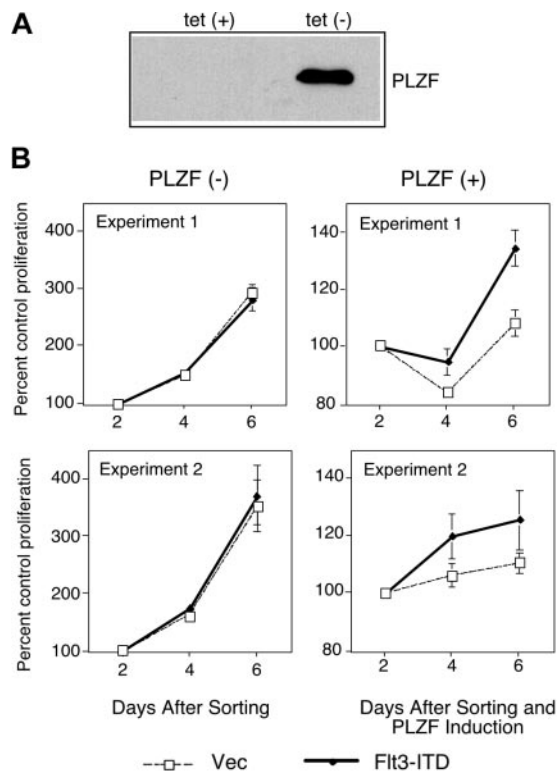 A
tet (+) tet (-)
PLZF
B
PLZF (-) PLZF (+)
Percent control proliferation
400
300
200
100
Experiment 1
2 4 6
140
120
100
80
Experiment 1
2 4 6
Percent control proliferation
400
300
200
100
Experiment 2
2 4 6
140
120
100
80
Experiment 2
2 4 6
Days After Sorting
Days After Sorting and
PLZF Induction
Vec Flt3-ITD